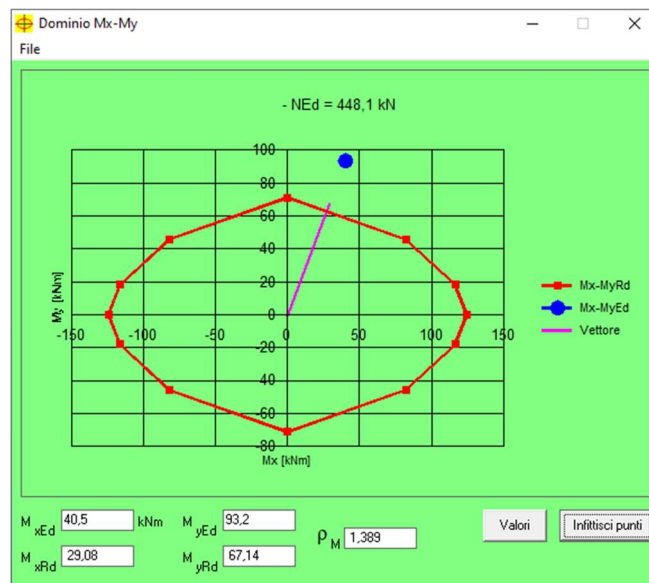 Dominio Mx-My
File
- NEd = 448,1 kN
100
80
60
40
20
0
-20
-40
-60
-80
-150
-100
-50
0
50
100
150
My [kNm]
Mx [kNm]
Mx-MyRd
Mx-MyEd
Vettore
M xEd 40,5 kNm M yEd 93,2
M xRd 29,08 M yRd 67,14
ρ M 1,389
Valori
Infittisci punti